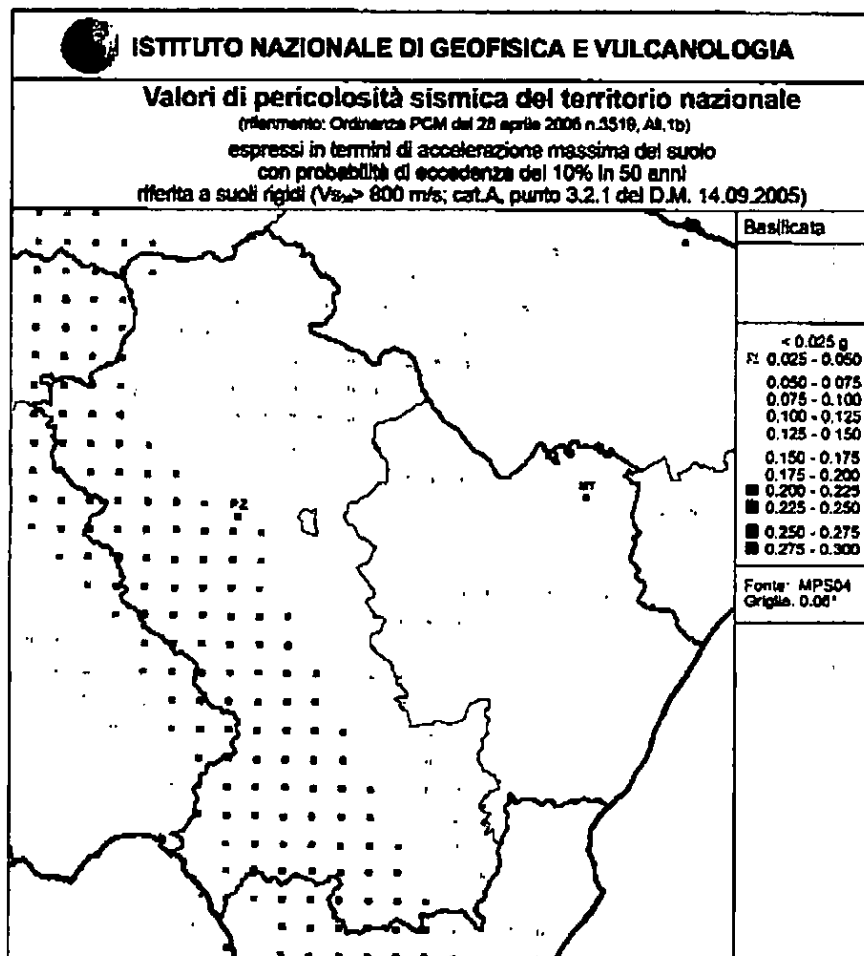 ISTITUTO NAZIONALE DI GEOFISICA E VULCANOLOGIA
Valori di pericolosità sismica del territorio nazionale
(riferimento: Ordinanza PCM del 28 aprile 2006 n.3519, All.1b)
espressi in termini di accelerazione massima del suolo
con probabilità di eccedenza del 10% in 50 anni
riferita a suoli rigidi (Vs₃₀> 800 m/s; cat.A, punto 3.2.1 del D.M. 14.09.2005)
Basilicata
< 0.025 g
0.025 - 0.050
0.050 - 0.075
0.075 - 0.100
0.100 - 0.125
0.125 - 0.150
0.150 - 0.175
0.175 - 0.200
0.200 - 0.225
0.225 - 0.250
0.250 - 0.275
0.275 - 0.300
Fonte: MPS04
Griglia. 0.05°
PZ
MT